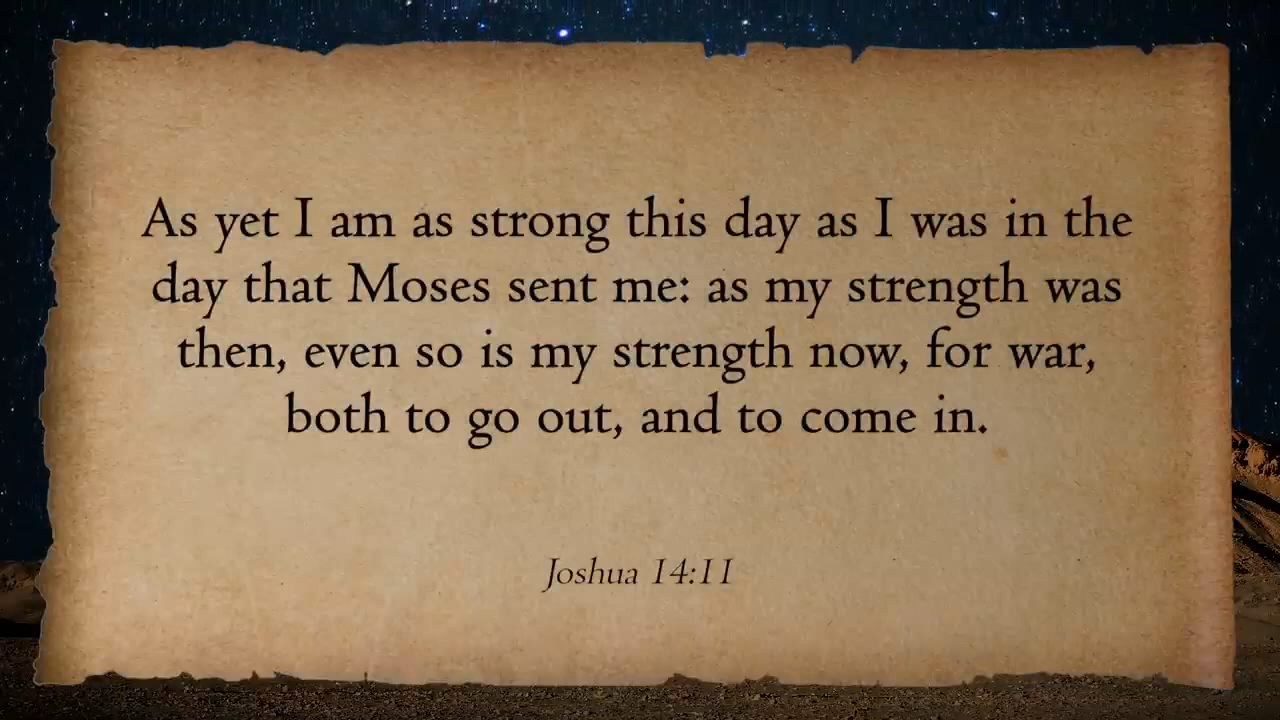 As yet I am as strong this day as I was in the
day that Moses sent me: as my strength was
then, even so is my strength now, for war,
both to go out, and to come in.
Joshua 14:11